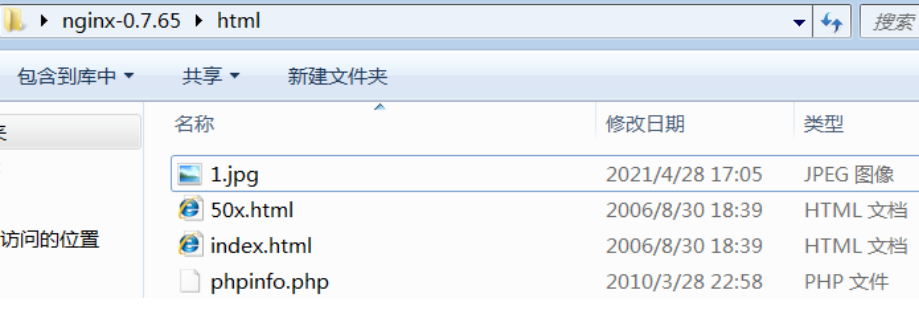 nginx-0.7.65 html 搜索
包含到库中 共享 新建文件夹
名称 修改日期 类型
1.jpg 2021/4/28 17:05 JPEG 图像
50x.html 2006/8/30 18:39 HTML 文档
访问的位置 index.html 2006/8/30 18:39 HTML 文档
phpinfo.php 2010/3/28 22:58 PHP 文件